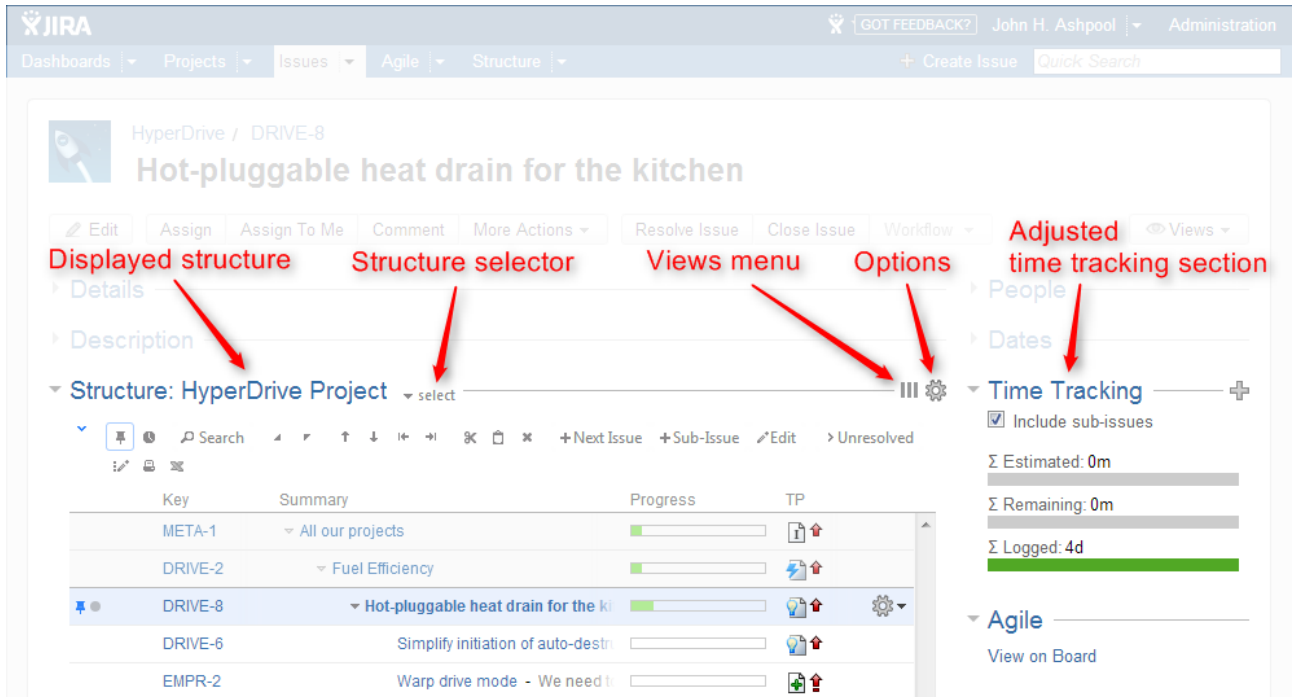 JIRA
GOT FEEDBACK? John H. Ashpool Administration
Dashboards Projects Issues Agile Structure + Create Issue Quick Search
HyperDrive / DRIVE-8
Hot-pluggable heat drain for the kitchen
Edit Assign Assign To Me Comment More Actions Resolve Issue Close Issue Workflow Views
Displayed structure Structure selector Views menu Options Adjusted
time tracking section
Details People
Description Dates
Structure: HyperDrive Project select Time Tracking
Include sub-issues
Search +Next Issue +Sub-Issue Edit >Unresolved
Σ Estimated: 0m
Key Summary Progress TP
Σ Remaining: 0m
META-1 All our projects
Σ Logged: 4d
DRIVE-2 Fuel Efficiency
DRIVE-8 Hot-pluggable heat drain for the
Agile
DRIVE-6 Simplify initiation of
View on Board
EMPR-2 Warp drive mode - We need